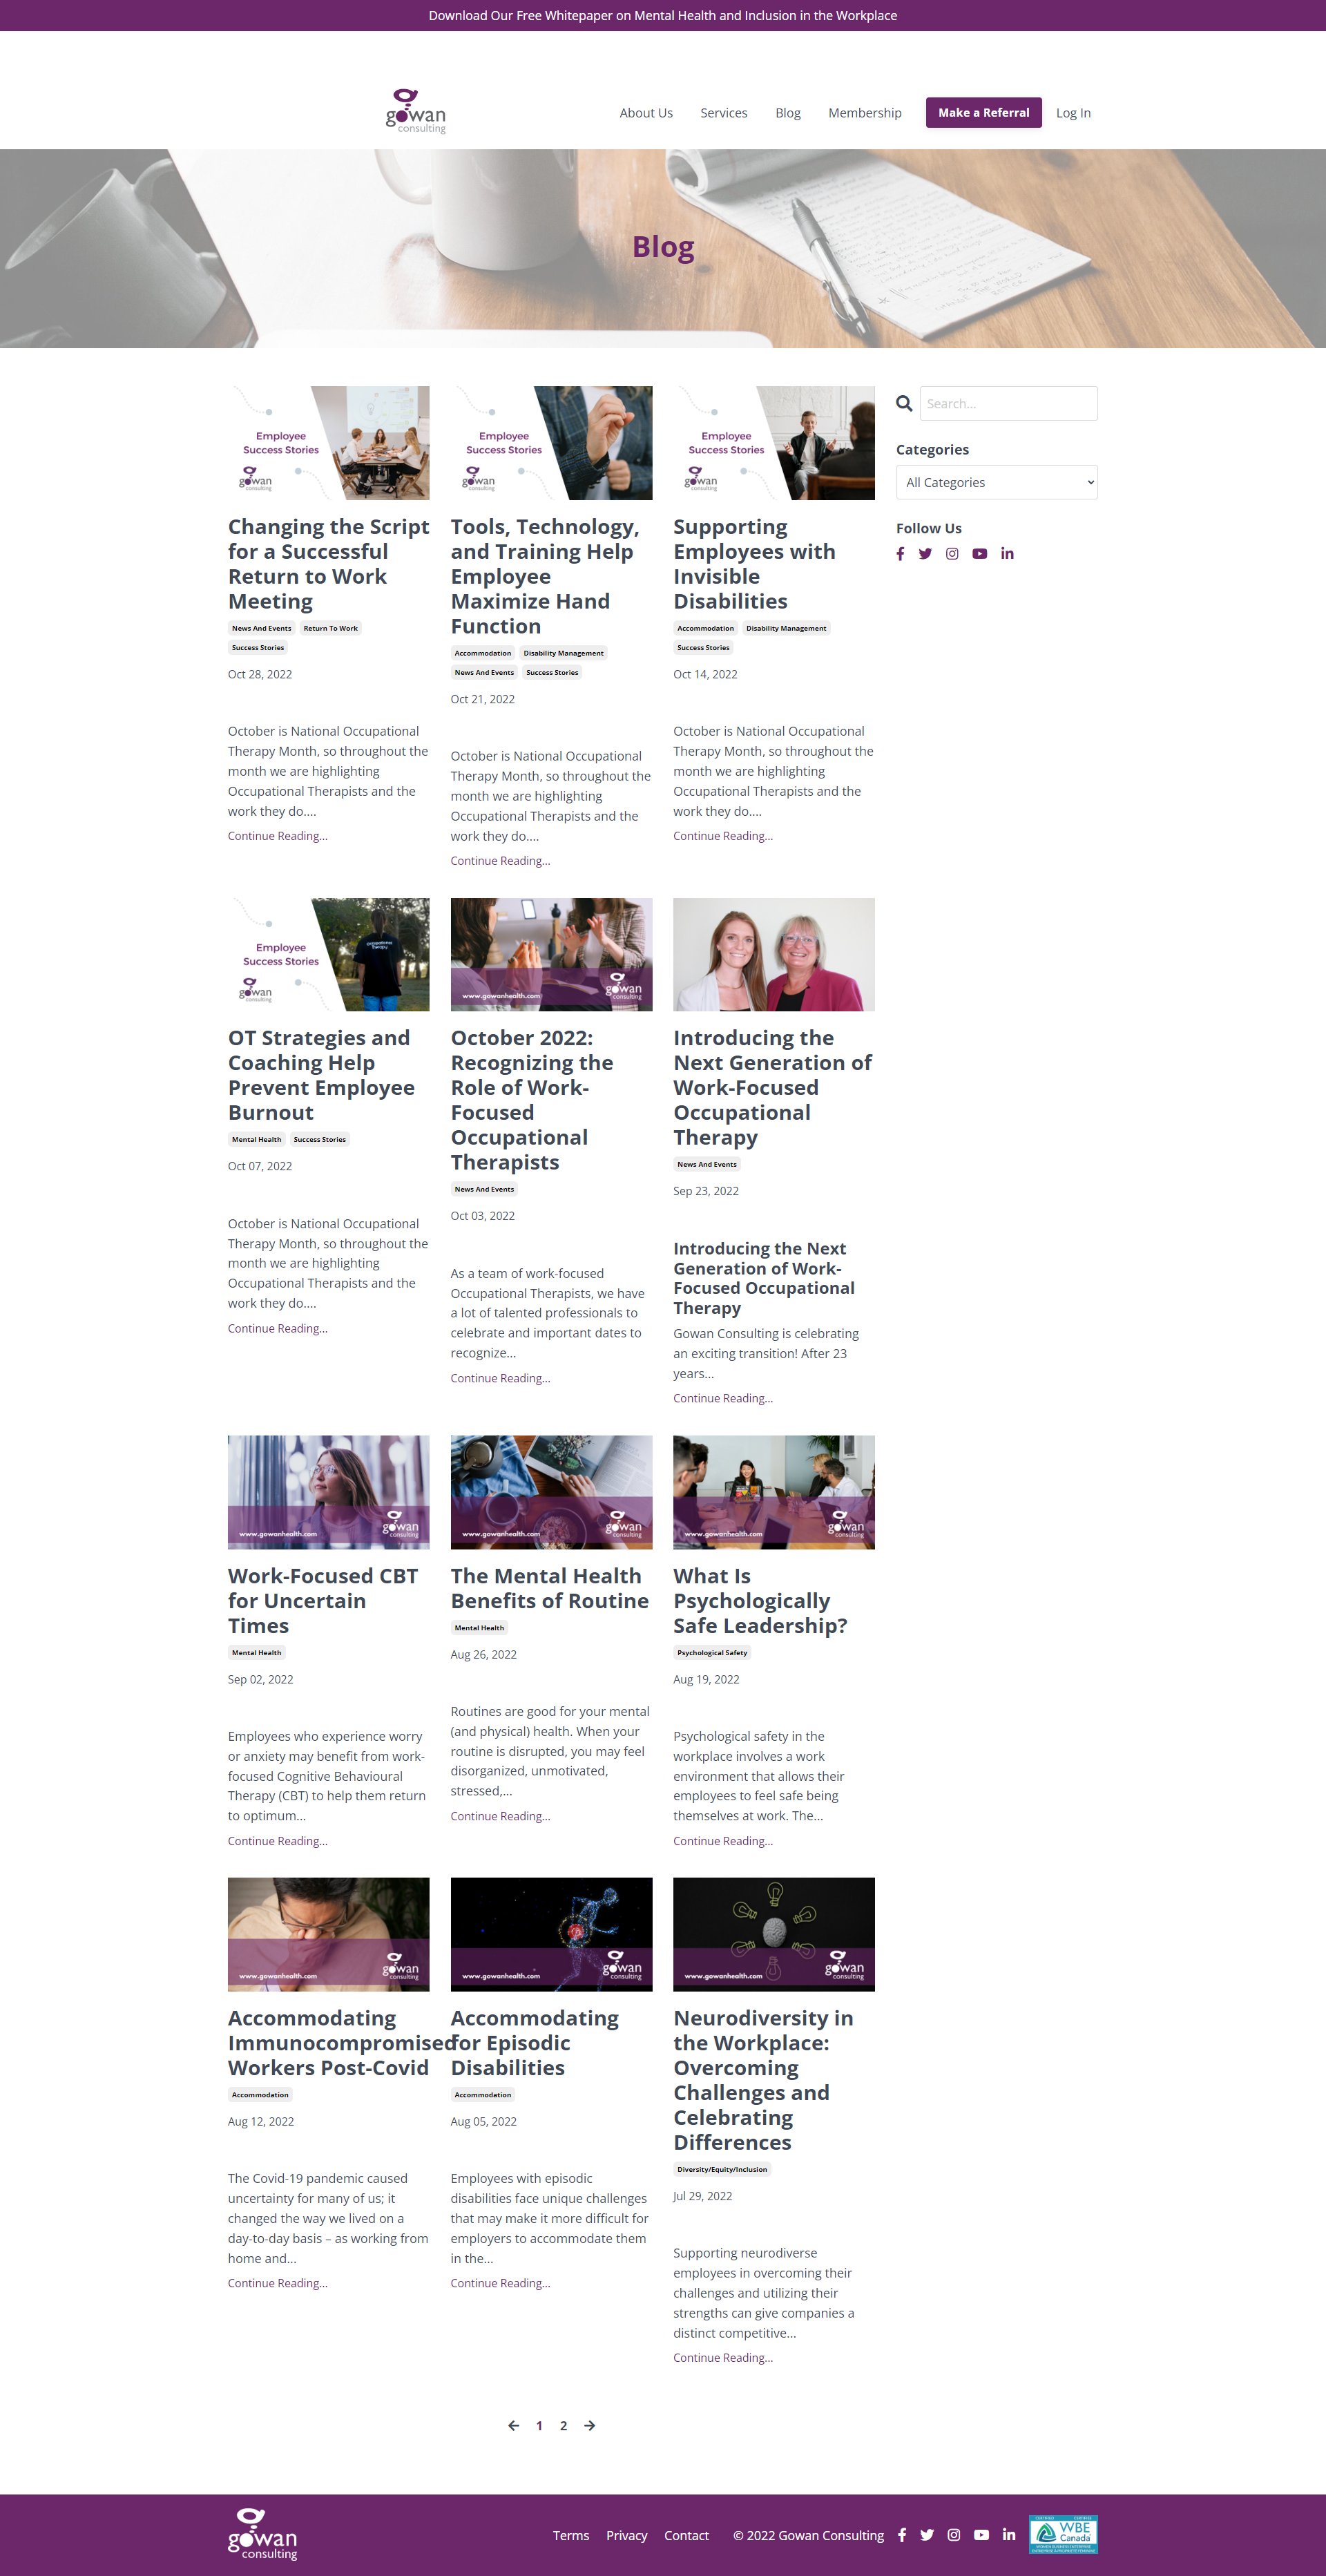 Download Our Free Whitepaper on Mental Health and Inclusion in the Workplace
gowan
consulting
About Us
Services
Blog
Membership
Make a Referral
Log In
Blog
Employee
Success Stories
gowan
consulting
Changing the Script
for a Successful
Return to Work
Meeting
News And Events
Return To Work
Success Stories
Oct 28, 2022
October is National Occupational
Therapy Month, so throughout the
month we are highlighting
Occupational Therapists and the
work they do....
Continue Reading...
Employee
Success Stories
gowan
consulting
Tools, Technology,
and Training Help
Employee
Maximize Hand
Function
Accommodation
Disability Management
News And Events
Success Stories
Oct 21, 2022
October is National Occupational
Therapy Month, so throughout the
month we are highlighting
Occupational Therapists and the
work they do....
Continue Reading...
Employee
Success Stories
gowan
consulting
Supporting
Employees with
Invisible
Disabilities
Accommodation
Disability Management
Success Stories
Oct 14, 2022
October is National Occupational
Therapy Month, so throughout the
month we are highlighting
Occupational Therapists and the
work they do....
Continue Reading...
Search...
Categories
All Categories
Follow Us
Employee
Success Stories
gowan
consulting
Occupational
Therapy
OT Strategies and
Coaching Help
Prevent Employee
Burnout
Mental Health
Success Stories
Oct 07, 2022
October is National Occupational
Therapy Month, so throughout the
month we are highlighting
Occupational Therapists and the
work they do....
Continue Reading...
www.gowanhealth.com
gowan
consulting
October 2022:
Recognizing the
Role of Work-
Focused
Occupational
Therapists
News And Events
Oct 03, 2022
As a team of work-focused
Occupational Therapists, we have
a lot of talented professionals to
celebrate and important dates to
recognize...
Continue Reading...
Introducing the
Next Generation of
Work-Focused
Occupational
Therapy
News And Events
Sep 23, 2022
Introducing the Next
Generation of Work-
Focused Occupational
Therapy
Gowan Consulting is celebrating
an exciting transition! After 23
years...
Continue Reading...
www.gowanhealth.com
gowan
consulting
Work-Focused CBT
for Uncertain
Times
Mental Health
Sep 02, 2022
Employees who experience worry
or anxiety may benefit from work-
focused Cognitive Behavioural
Therapy (CBT) to help them return
to optimum...
Continue Reading...
www.gowanhealth.com
gowan
consulting
The Mental Health
Benefits of Routine
Mental Health
Aug 26, 2022
Routines are good for your mental
(and physical) health. When your
routine is disrupted, you may feel
disorganized, unmotivated,
stressed,...
Continue Reading...
www.gowanhealth.com
gowan
consulting
What Is
Psychologically
Safe Leadership?
Psychological Safety
Aug 19, 2022
Psychological safety in the
workplace involves a work
environment that allows their
employees to feel safe being
themselves at work. The...
Continue Reading...
www.gowanhealth.com
gowan
consulting
Accommodating
Immunocompromised
Workers Post-Covid
Accommodation
Aug 12, 2022
The Covid-19 pandemic caused
uncertainty for many of us; it
changed the way we lived on a
day-to-day basis – as working from
home and...
Continue Reading...
www.gowanhealth.com
gowan
consulting
Accommodating
for Episodic
Disabilities
Accommodation
Aug 05, 2022
Employees with episodic
disabilities face unique challenges
that may make it more difficult for
employers to accommodate them
in the...
Continue Reading...
www.gowanhealth.com
gowan
consulting
Neurodiversity in
the Workplace:
Overcoming
Challenges and
Celebrating
Differences
Diversity/Equity/Inclusion
Jul 29, 2022
Supporting neurodiverse
employees in overcoming their
challenges and utilizing their
strengths can give companies a
distinct competitive...
Continue Reading...
1
2
gowan
consulting
Terms
Privacy
Contact
© 2022 Gowan Consulting
WBE
Canada